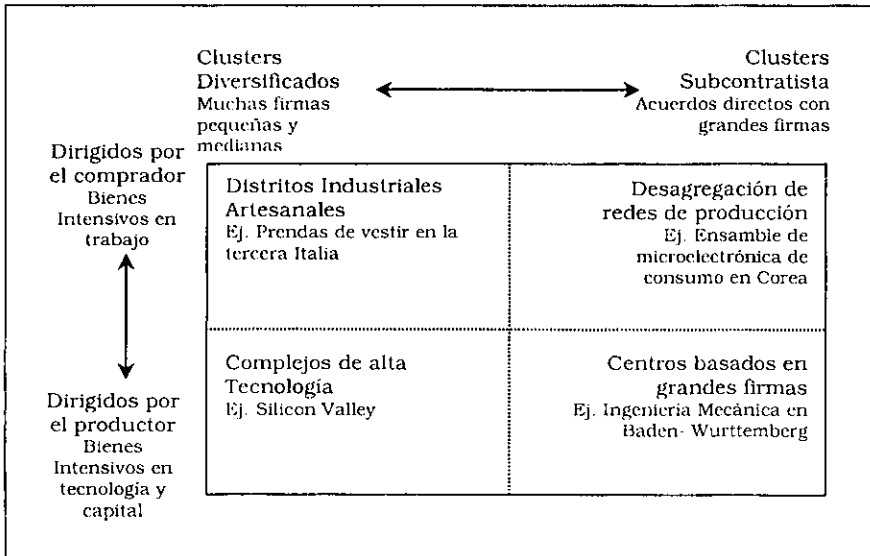 Clusters
Diversificados
Muchas firmas
pequeñas y
medianas
Clusters
Subcontratista
Acuerdos directos con
grandes firmas
Dirigidos por
el comprador
Bienes
Intensivos en
trabajo
Distritos Industriales
Artesanales
Ej. Prendas de vestir en la
tercera Italia
Desagregación de
redes de producción
Ej. Ensamble de
microelectrónica de
consumo en Corea
Dirigidos por
el productor
Bienes
Intensivos en
tecnología y
capital
Complejos de alta
Tecnología
Ej. Silicon Valley
Centros basados en
grandes firmas
Ej. Ingeniería Mecánica en
Baden- Wurttemberg